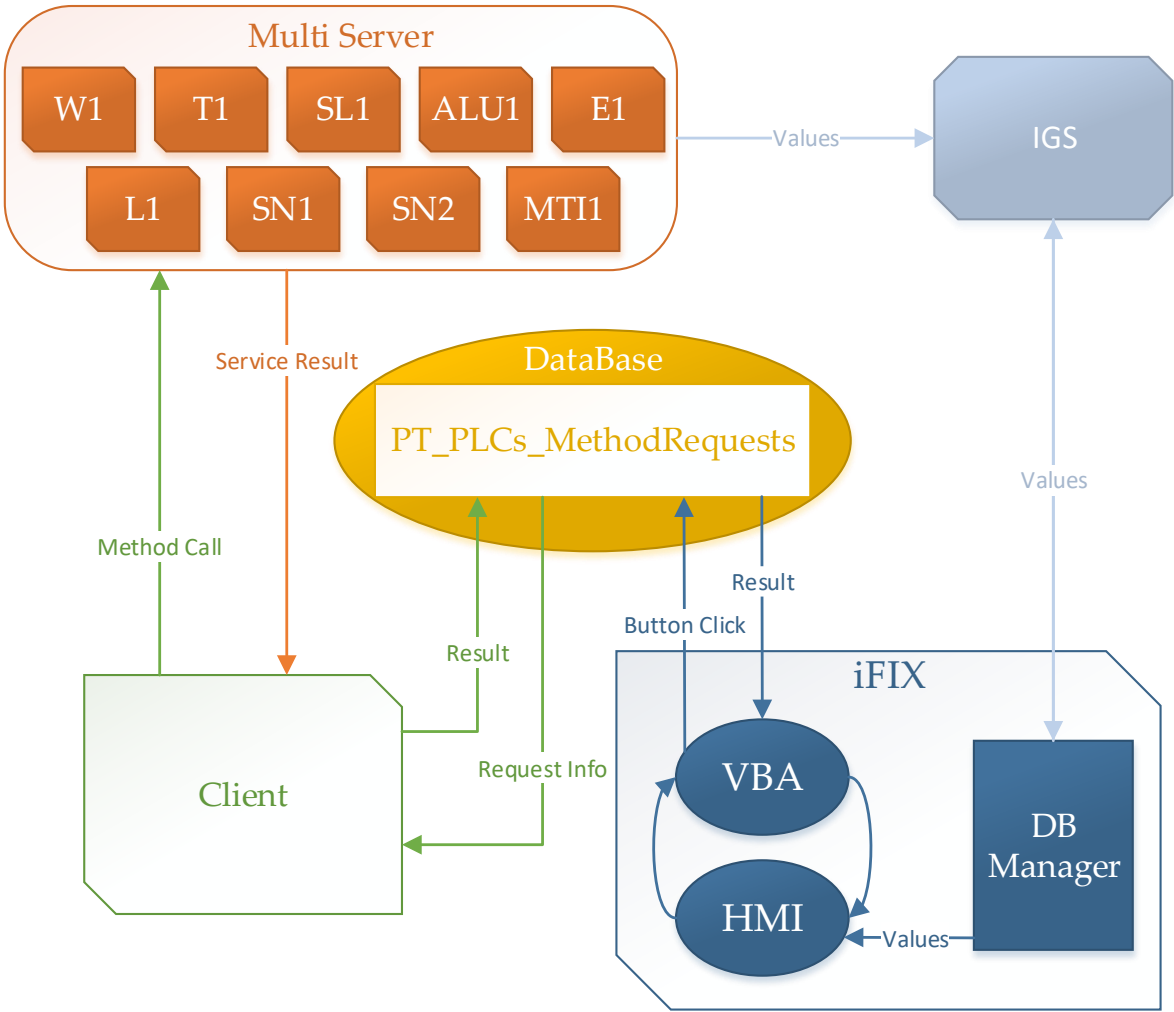 Multi Server
W1
T1
SL1
ALU1
E1
L1
SN1
SN2
MTI1
Values
IGS
Service Result
DataBase
PT_PLCs_MethodRequests
Values
Method Call
Result
Button Click
Result
iFIX
Request Info
VBA
Client
DB
Manager
HMI
Values